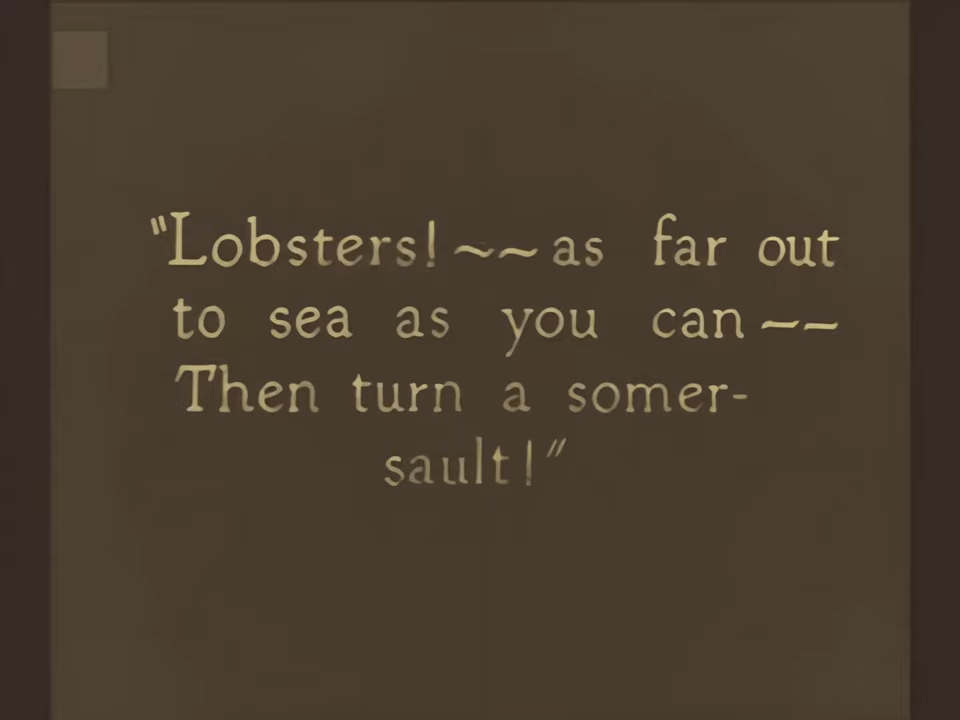 "Lobsters! ~~ as far out
to sea as you can ~~
Then turn a somer-
sault!"